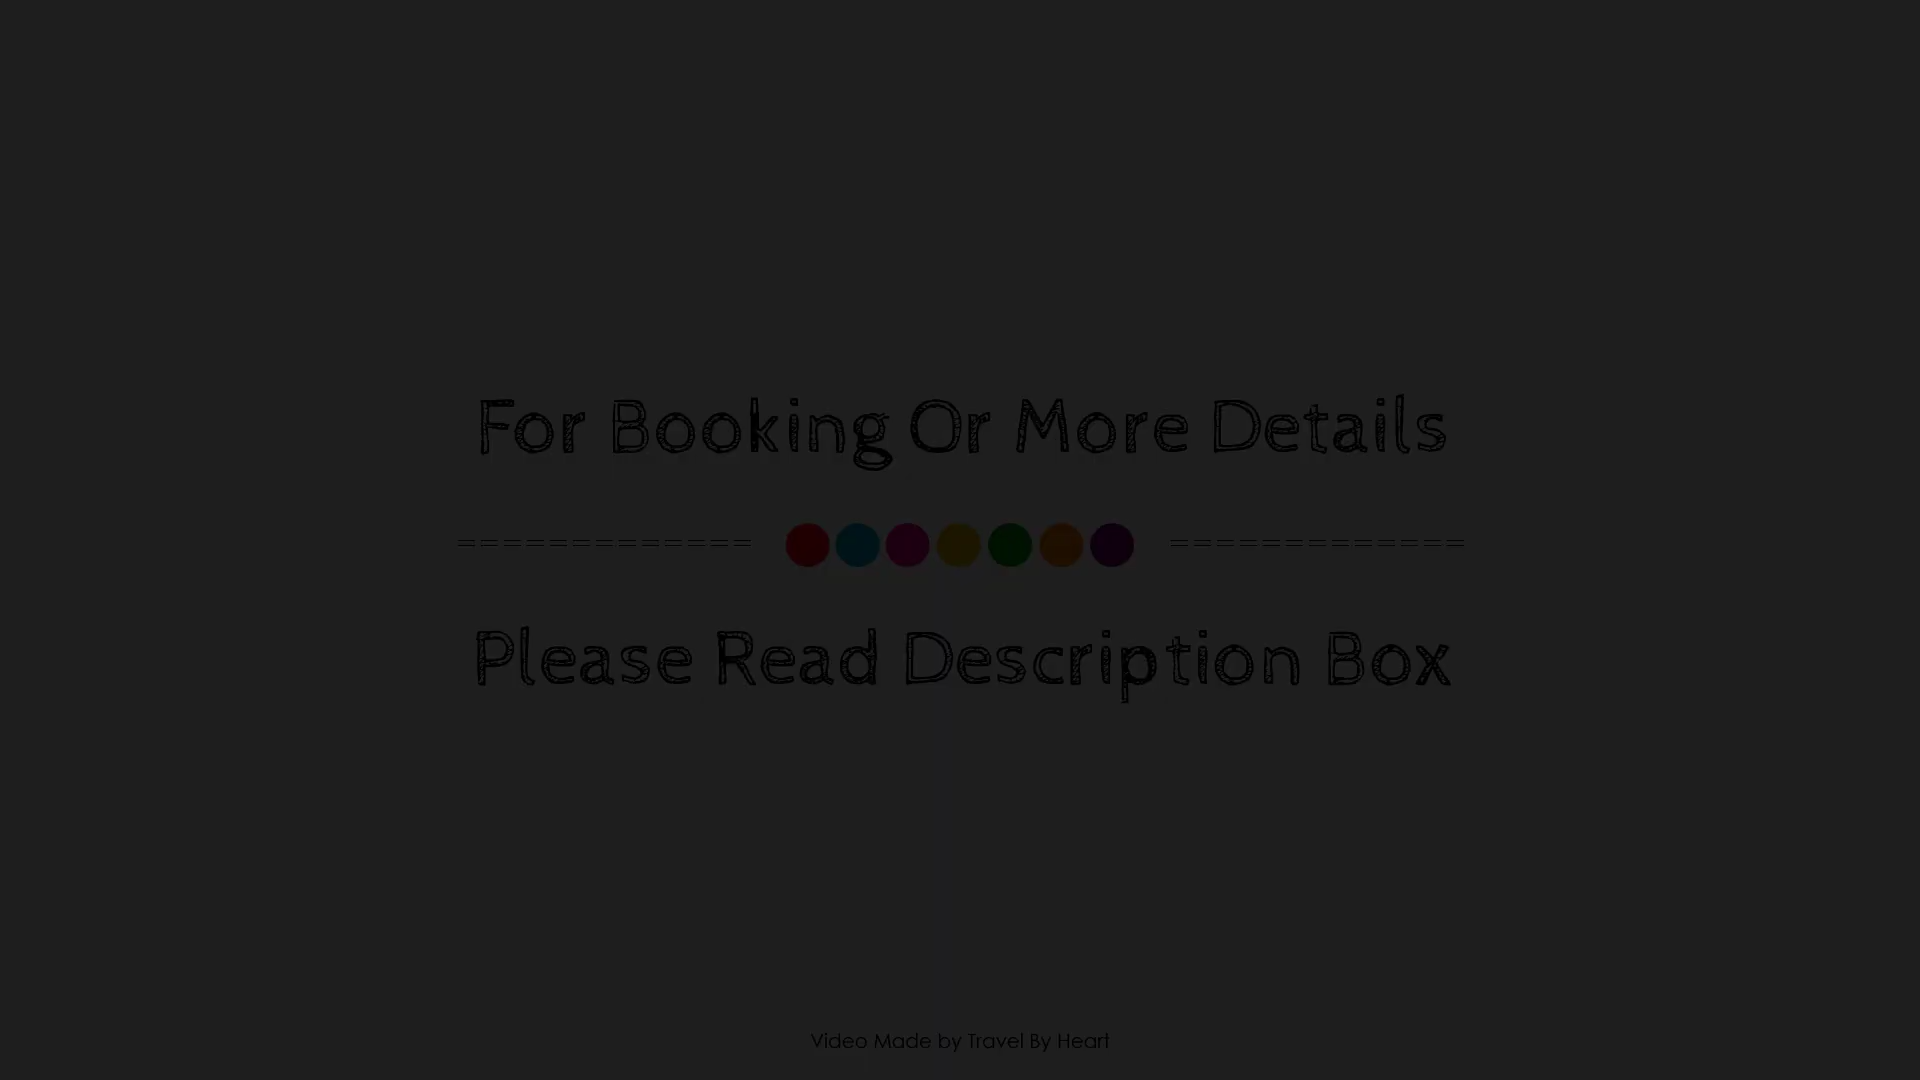 For Booking Or More Details
============= =============
Please Read Description Box
Video Made by Travel By Heart